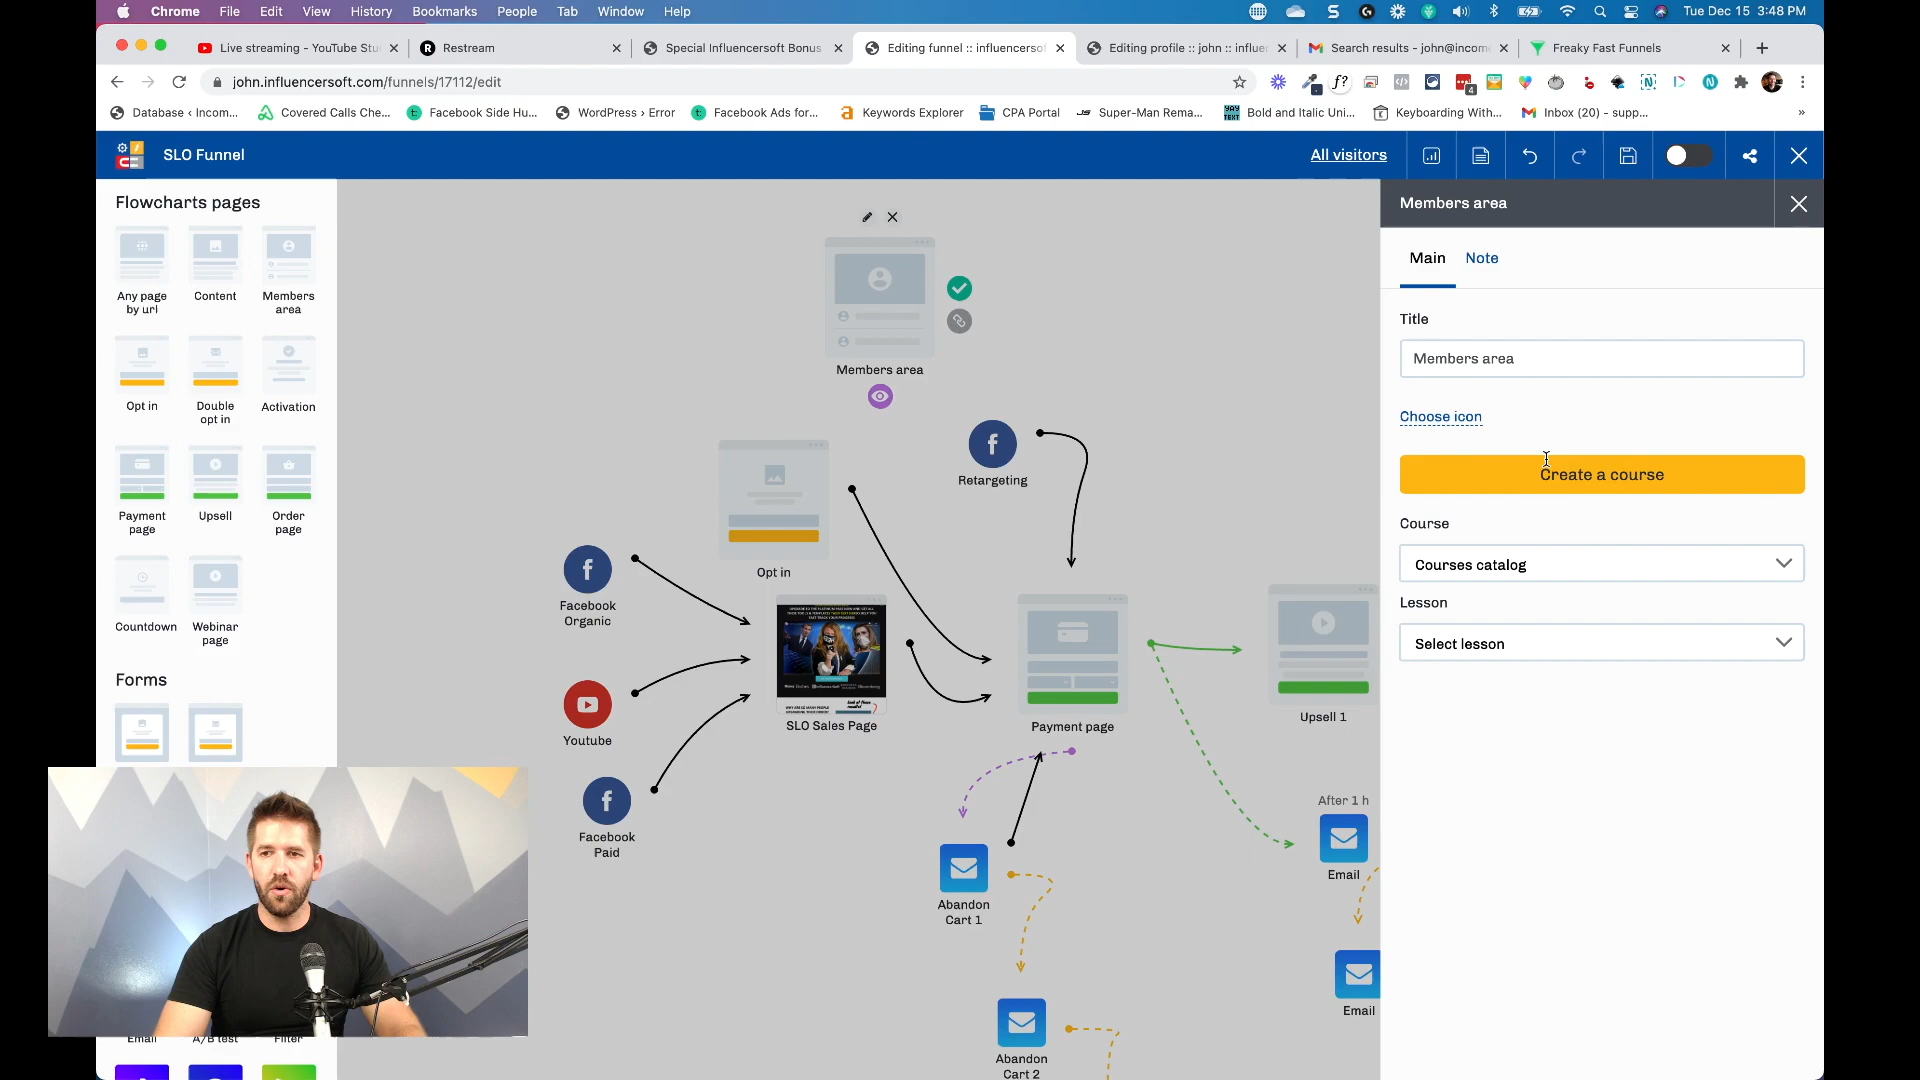 Chrome File Edit View History Bookmarks People Tab Window Help Tue Dec 15 3:48 PM
Live streaming - YouTube Stu Restream Special Influencersoft Bonus Editing funnel :: influencersof Editing profile :: john :: influe Search results - john@incom Freaky Fast Funnels
john.influencersoft.com/funnels/17112/edit
Database ‹ Incom... Covered Calls Che... Facebook Side Hu... WordPress › Error Facebook Ads for... Keywords Explorer CPA Portal Super-Man Rema... Bold and Italic Uni... Keyboarding With... Inbox (20) - supp... »
SLO Funnel All visitors
Flowcharts pages
Any page
by url
Content
Members
area
Opt in
Double
opt in
Activation
Payment
page
Upsell
Order
page
Countdown
Webinar
page
Forms
Email A/B test Filter
Members area
Opt in
Retargeting
Facebook
Organic
Youtube
Facebook
Paid
SLO Sales Page
Payment page
Upsell 1
Abandon
Cart 1
Abandon
Cart 2
After 1 h
Email
Email
Members area
Main Note
Title
Members area
Choose icon
Create a course
Course
Courses catalog
Lesson
Select lesson